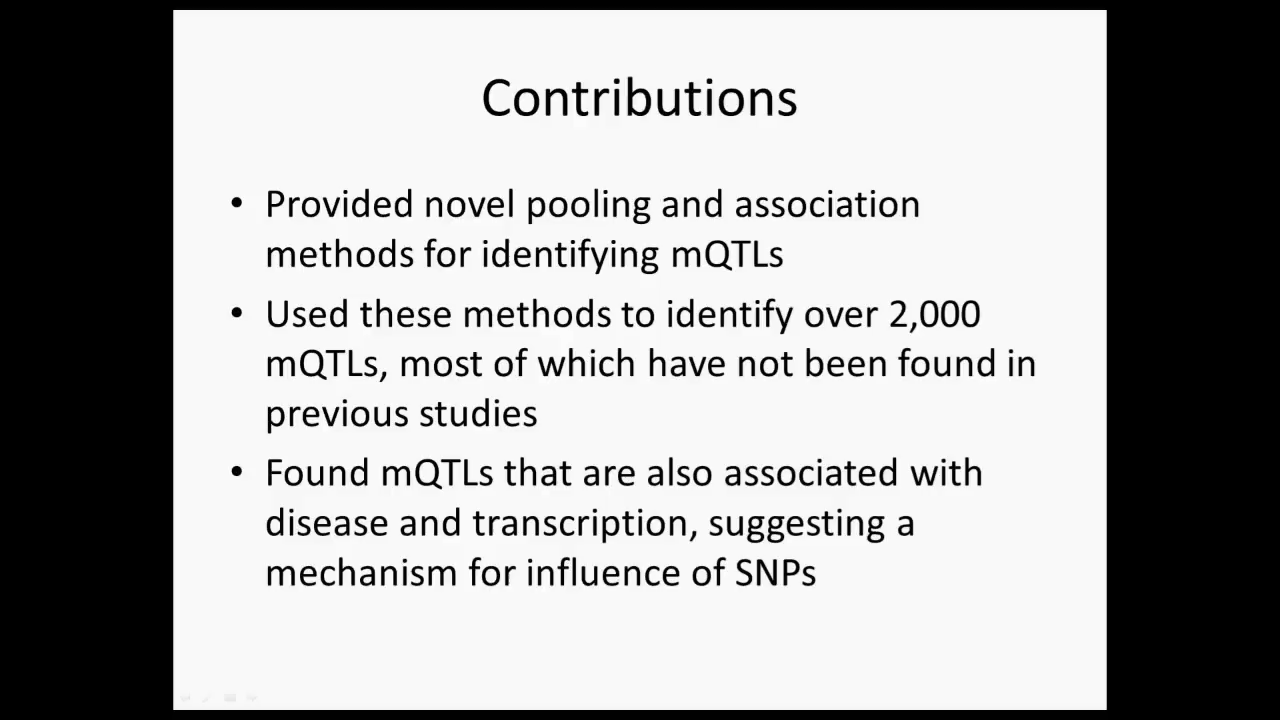 Contributions
• Provided novel pooling and association
methods for identifying mQTLs
• Used these methods to identify over 2,000
mQTLs, most of which have not been found in
previous studies
• Found mQTLs that are also associated with
disease and transcription, suggesting a
mechanism for influence of SNPs